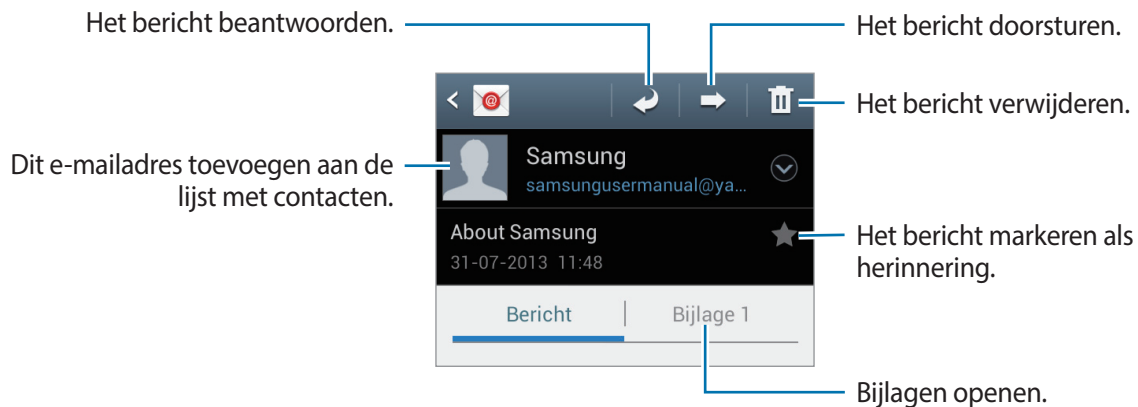 Het bericht beantwoorden.
Het bericht doorsturen.
Het bericht verwijderen.
Dit e-mailadres toevoegen aan de
lijst met contacten.
Samsung
samsungusermanual@ya...
About Samsung
31-07-2013 11:48
Het bericht markeren als
herinnering.
Bericht
Bijlage 1
Bijlagen openen.